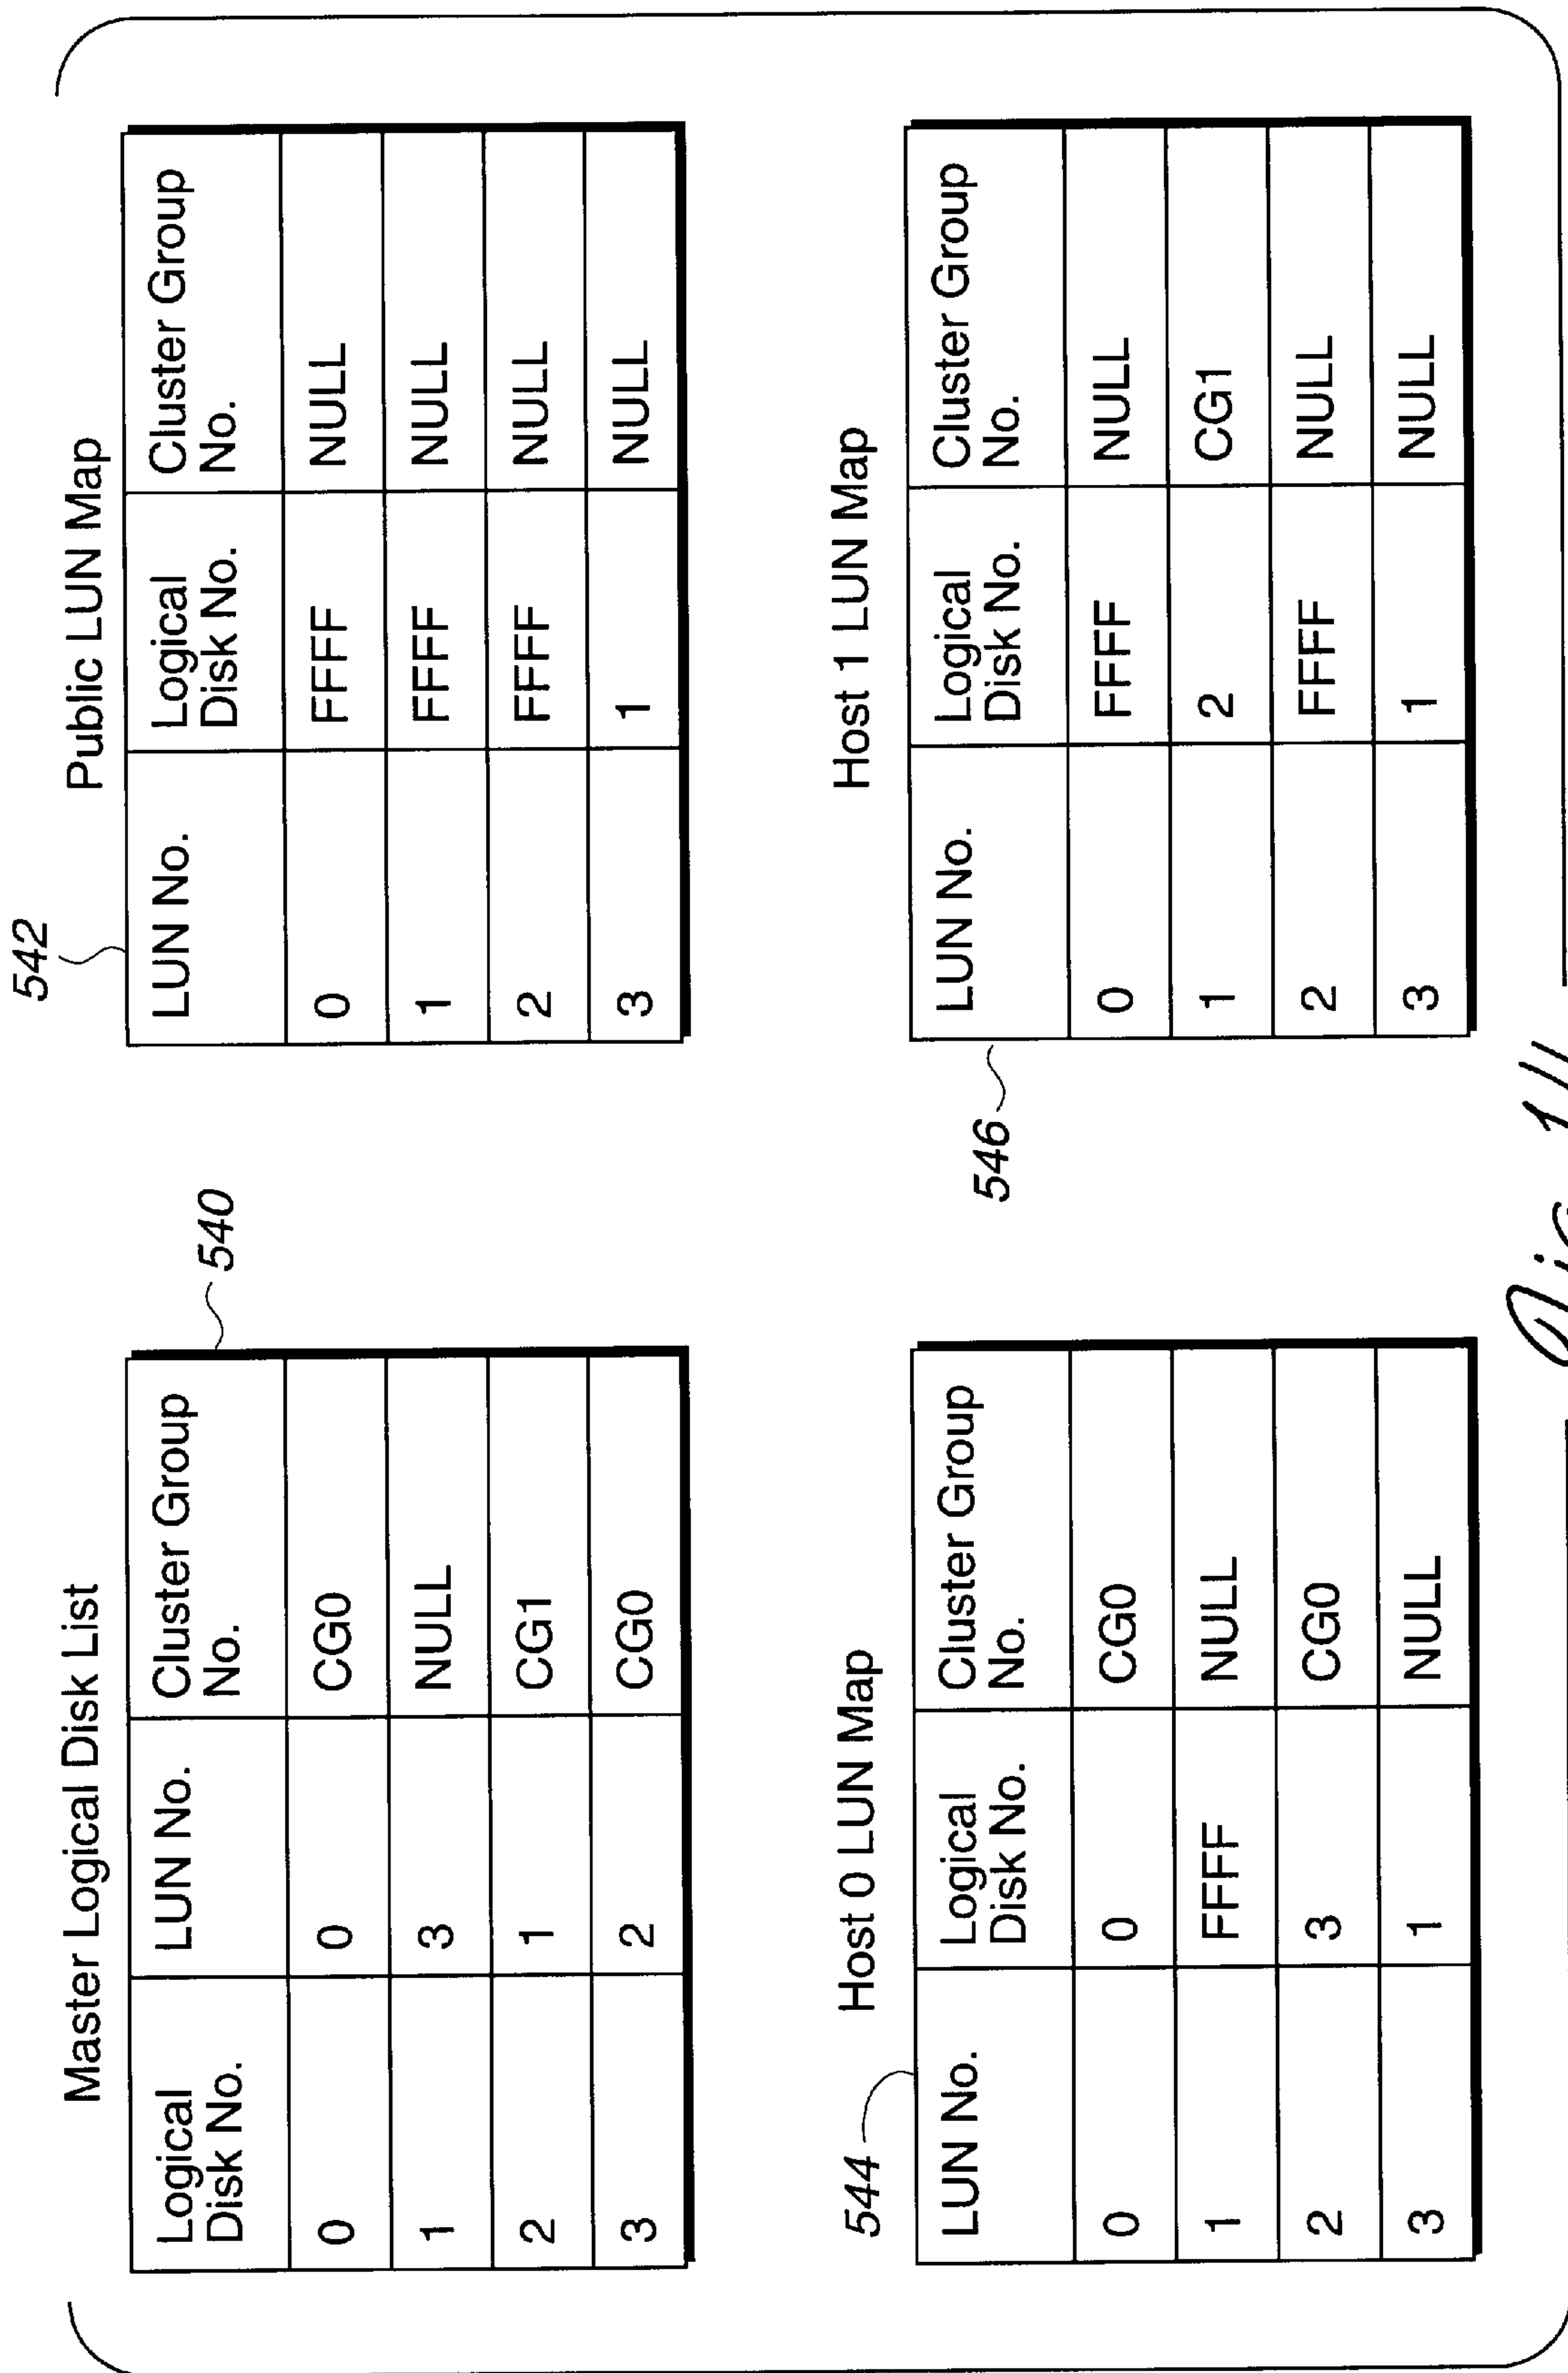 Master Logical Disk List
540
Logical Disk No. LUN No. Cluster Group No.
0 0 CG0
1 3 NULL
2 1 CG1
3 2 CG0
Public LUN Map
542
LUN No. Logical Disk No. Cluster Group No.
0 FFFF NULL
1 FFFF NULL
2 FFFF NULL
3 1 NULL
Host 0 LUN Map
544
LUN No. Logical Disk No. Cluster Group No.
0 0 CG0
1 FFFF NULL
2 3 CG0
3 1 NULL
Host 1 LUN Map
546
LUN No. Logical Disk No. Cluster Group No.
0 FFFF NULL
1 2 CG1
2 FFFF NULL
3 1 NULL